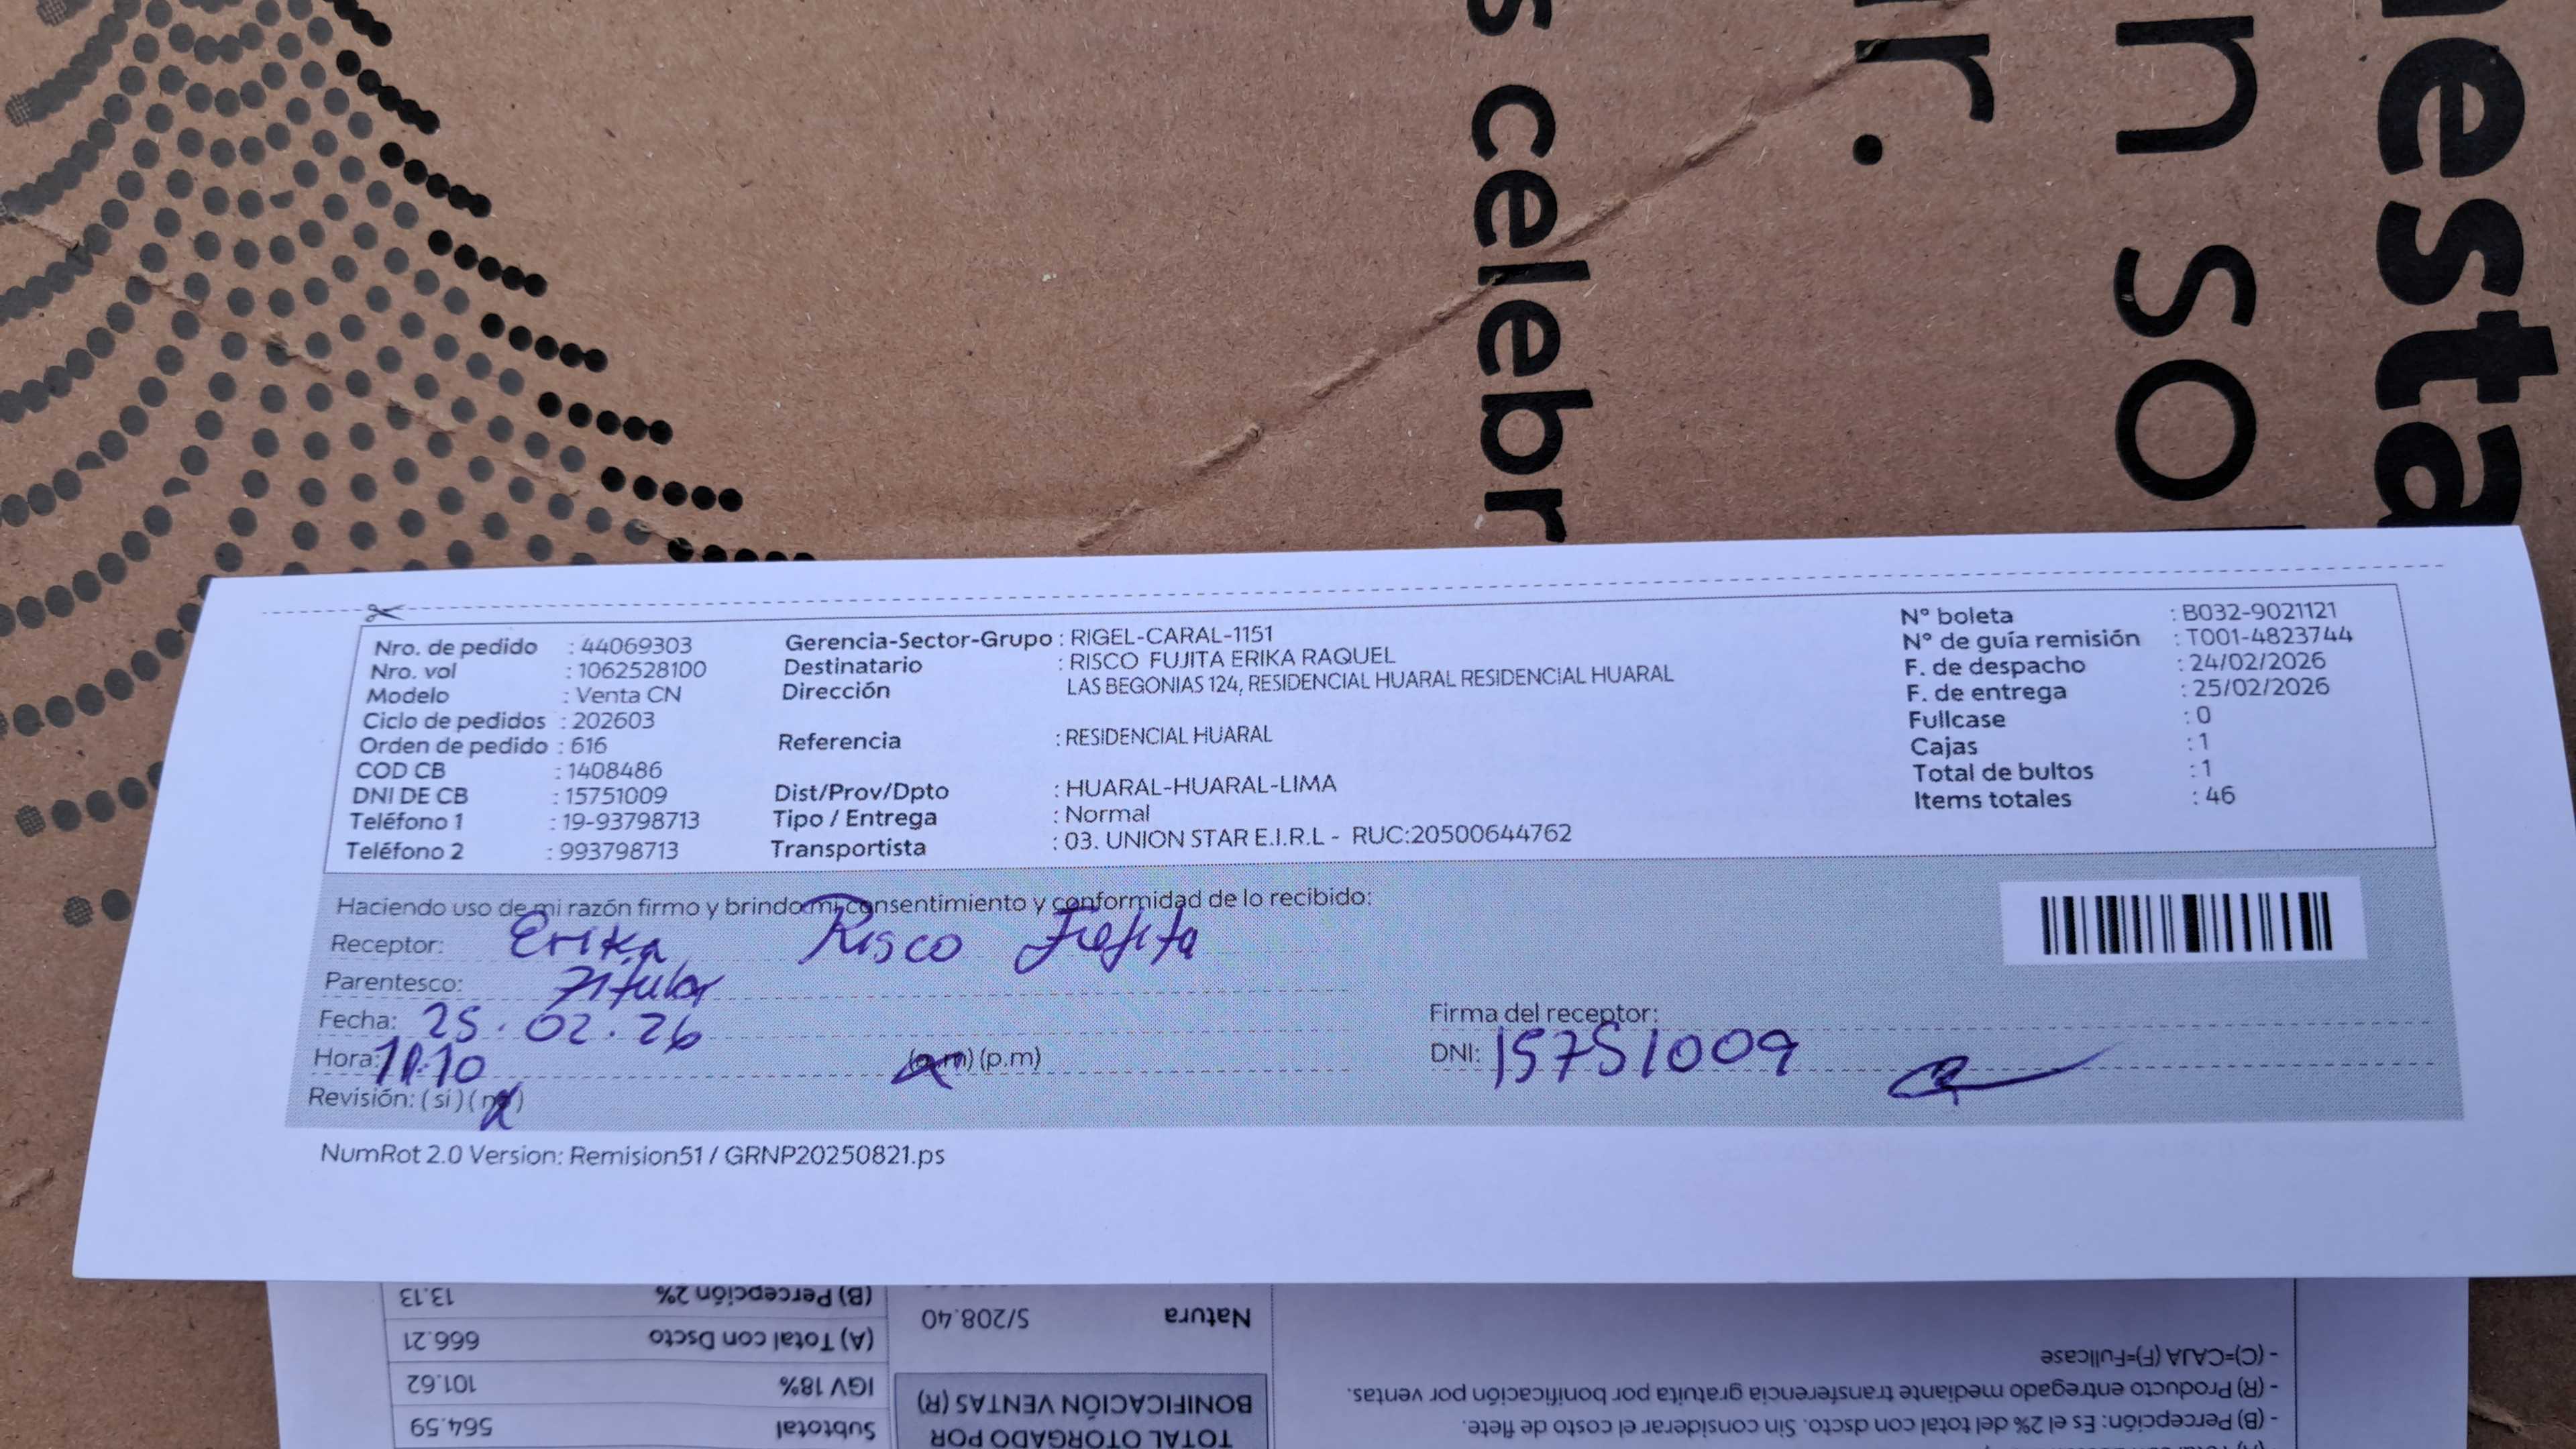 s celebr
ir.
n so
nesta
Nro. de pedido : 44069303
Nro. vol : 1062528100
Modelo : Venta CN
Ciclo de pedidos : 202603
Orden de pedido : 616
COD CB : 1408486
DNI DE CB : 15751009
Teléfono 1 : 19-93798713
Teléfono 2 : 993798713
Gerencia-Sector-Grupo : RIGEL-CARAL-1151
Destinatario : RISCO FUJITA ERIKA RAQUEL
Dirección LAS BEGONIAS 124, RESIDENCIAL HUARAL RESIDENCIAL HUARAL
Referencia : RESIDENCIAL HUARAL
Dist/Prov/Dpto : HUARAL-HUARAL-LIMA
Tipo / Entrega : Normal
Transportista : 03. UNION STAR E.I.R.L - RUC:20500644762
N° boleta : B032-9021121
N° de guía remisión : T001-4823744
F. de despacho : 24/02/2026
F. de entrega : 25/02/2026
Fullcase : 0
Cajas : 1
Total de bultos : 1
Items totales : 46
Haciendo uso de mi razón firmo y brindo mi consentimiento y conformidad de lo recibido:
Receptor: Erika Risco Fujita
Parentesco: Titular
Fecha: 25.02.26
Hora: 11:10 (a.m) (p.m)
Revisión: (si) (no)
Firma del receptor:
DNI: 15751009
NumRot 2.0 Version: Remision51 / GRNP20250821.ps
(B) Percepción 2% 13.13
(A) Total con Dscto 666.21
IGV 18% 101.62
Subtotal 564.59
Natura S/208.40
TOTAL OTORGADO POR
BONIFICACIÓN VENTAS (R)
- (B) Percepción: Es el 2% del total con dscto. Sin considerar el costo de flete.
- (R) Producto entregado mediante transferencia gratuita por bonificación por ventas.
- (C)=CAJA (F)=Fullcase